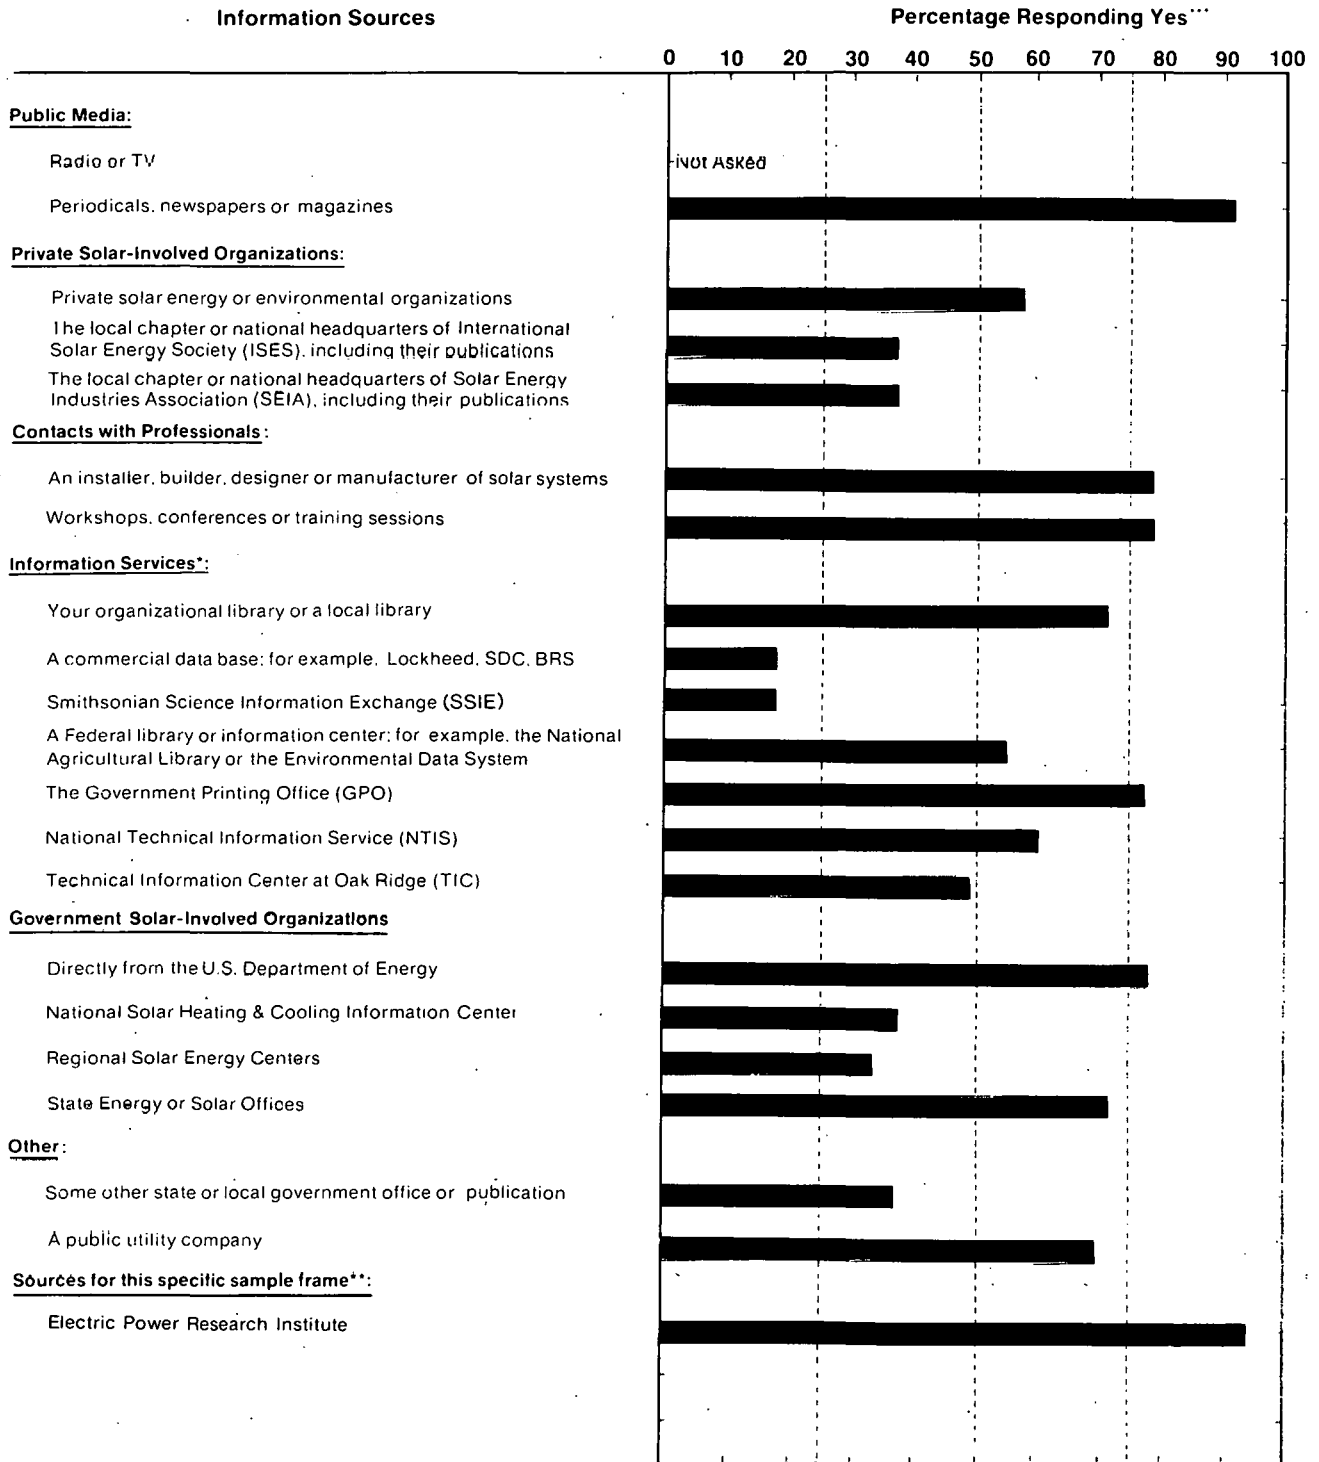 Information Sources
Percentage Responding Yes***
0 10 20 30 40 50 60 70 80 90 100
Public Media:
Radio or TV
Not Asked
Periodicals, newspapers or magazines
Private Solar-Involved Organizations:
Private solar energy or environmental organizations
The local chapter or national headquarters of International
Solar Energy Society (ISES), including their publications
The local chapter or national headquarters of Solar Energy
Industries Association (SEIA), including their publications
Contacts with Professionals:
An installer, builder, designer or manufacturer of solar systems
Workshops, conferences or training sessions
Information Services*:
Your organizational library or a local library
A commercial data base; for example, Lockheed, SDC, BRS
Smithsonian Science Information Exchange (SSIE)
A Federal library or information center; for example, the National
Agricultural Library or the Environmental Data System
The Government Printing Office (GPO)
National Technical Information Service (NTIS)
Technical Information Center at Oak Ridge (TIC)
Government Solar-Involved Organizations
Directly from the U.S. Department of Energy
National Solar Heating & Cooling Information Center
Regional Solar Energy Centers
State Energy or Solar Offices
Other:
Some other state or local government office or publication
A public utility company
Sources for this specific sample frame**:
Electric Power Research Institute